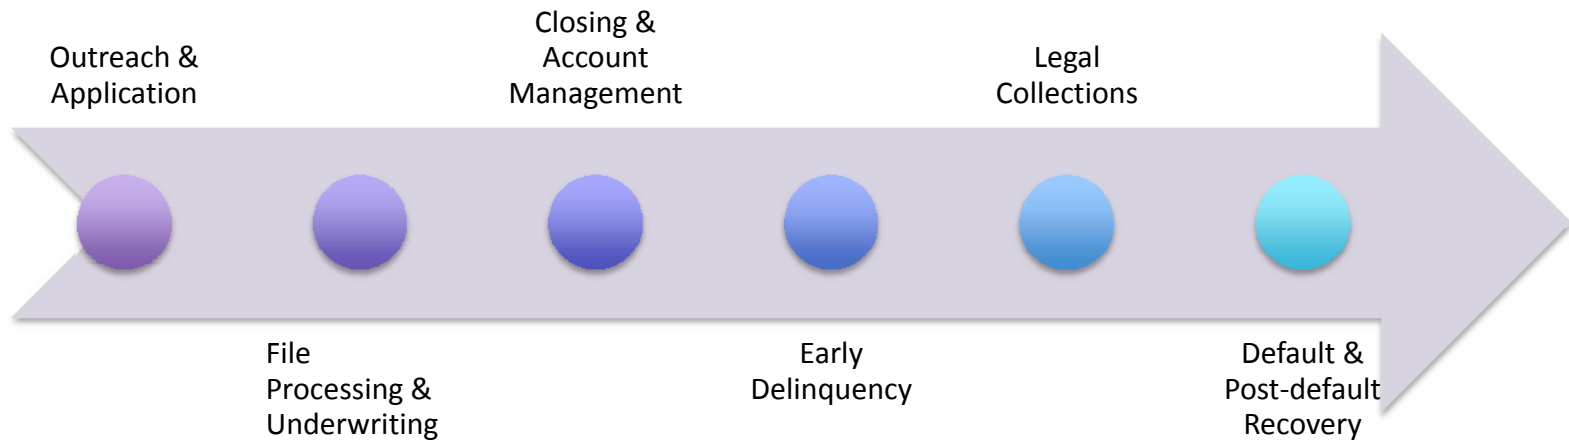 Outreach &
Application
File
Processing &
Underwriting
Closing &
Account
Management
Early
Delinquency
Legal
Collections
Default &
Post-default
Recovery